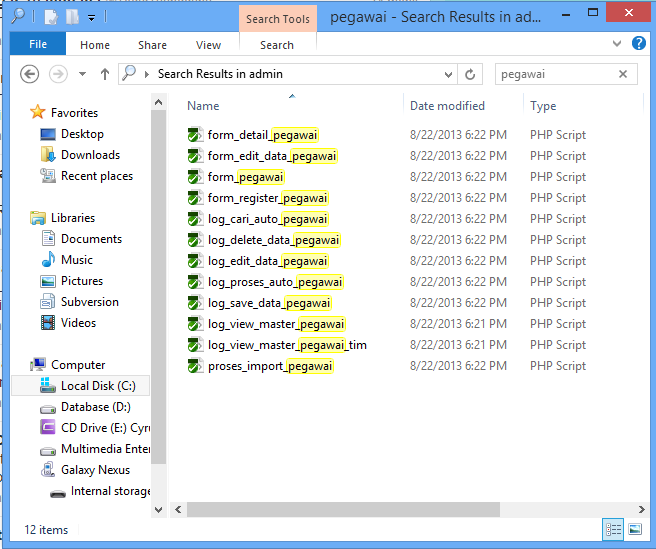 Search Tools
pegawai - Search Results in ad...
File
Home
Share
View
Search
Search Results in admin
pegawai
Favorites
Desktop
Downloads
Recent places
Libraries
Documents
Music
Pictures
Subversion
Videos
Computer
Local Disk (C:)
Database (D:)
CD Drive (E:) Cyru
Multimedia Enter
Galaxy Nexus
Internal storage
Name Date modified Type
form_detail_pegawai 8/22/2013 6:22 PM PHP Script
form_edit_data_pegawai 8/22/2013 6:22 PM PHP Script
form_pegawai 8/22/2013 6:22 PM PHP Script
form_register_pegawai 8/22/2013 6:22 PM PHP Script
log_cari_auto_pegawai 8/22/2013 6:22 PM PHP Script
log_delete_data_pegawai 8/22/2013 6:22 PM PHP Script
log_edit_data_pegawai 8/22/2013 6:22 PM PHP Script
log_proses_auto_pegawai 8/22/2013 6:22 PM PHP Script
log_save_data_pegawai 8/22/2013 6:22 PM PHP Script
log_view_master_pegawai 8/22/2013 6:21 PM PHP Script
log_view_master_pegawai_tim 8/22/2013 6:21 PM PHP Script
proses_import_pegawai 8/22/2013 6:22 PM PHP Script
12 items